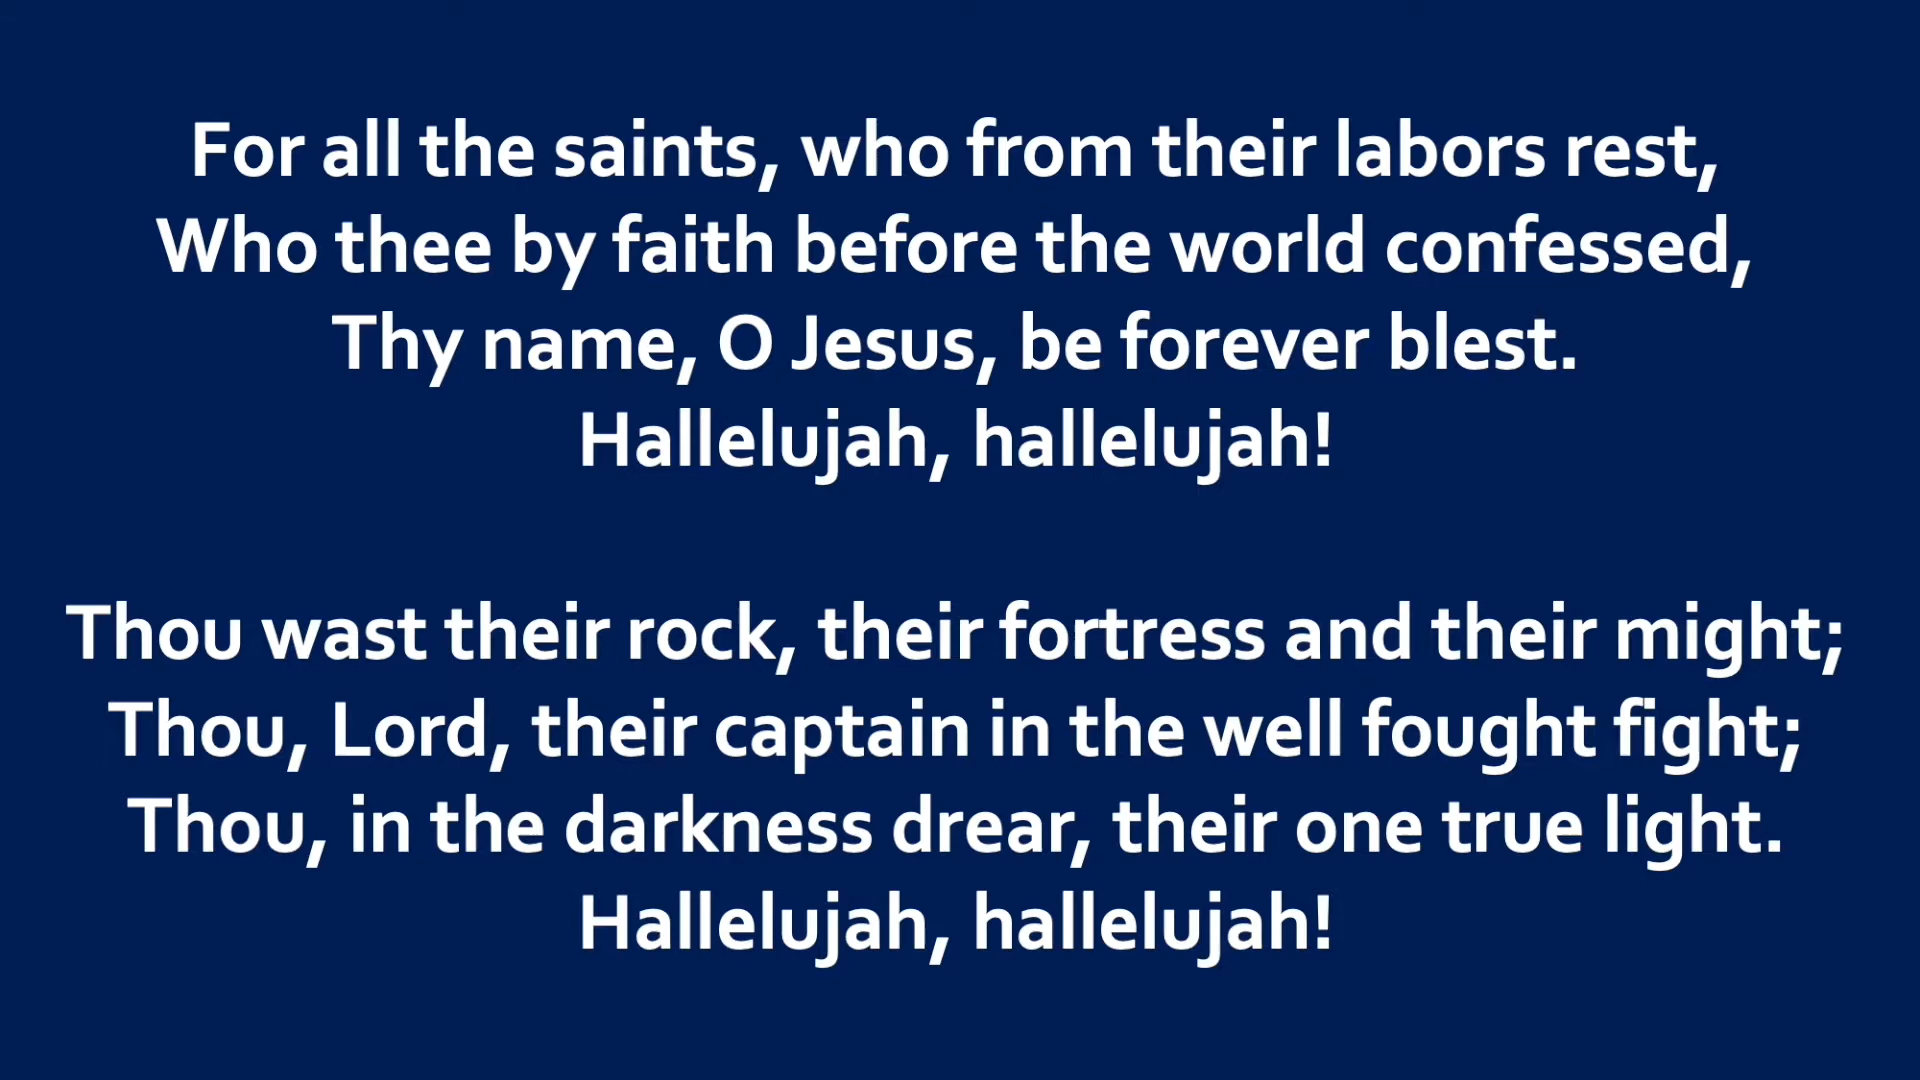 For all the saints, who from their labors rest,
Who thee by faith before the world confessed,
Thy name, O Jesus, be forever blest.
Hallelujah, hallelujah!
Thou wast their rock, their fortress and their might;
Thou, Lord, their captain in the well fought fight;
Thou, in the darkness drear, their one true light.
Hallelujah, hallelujah!